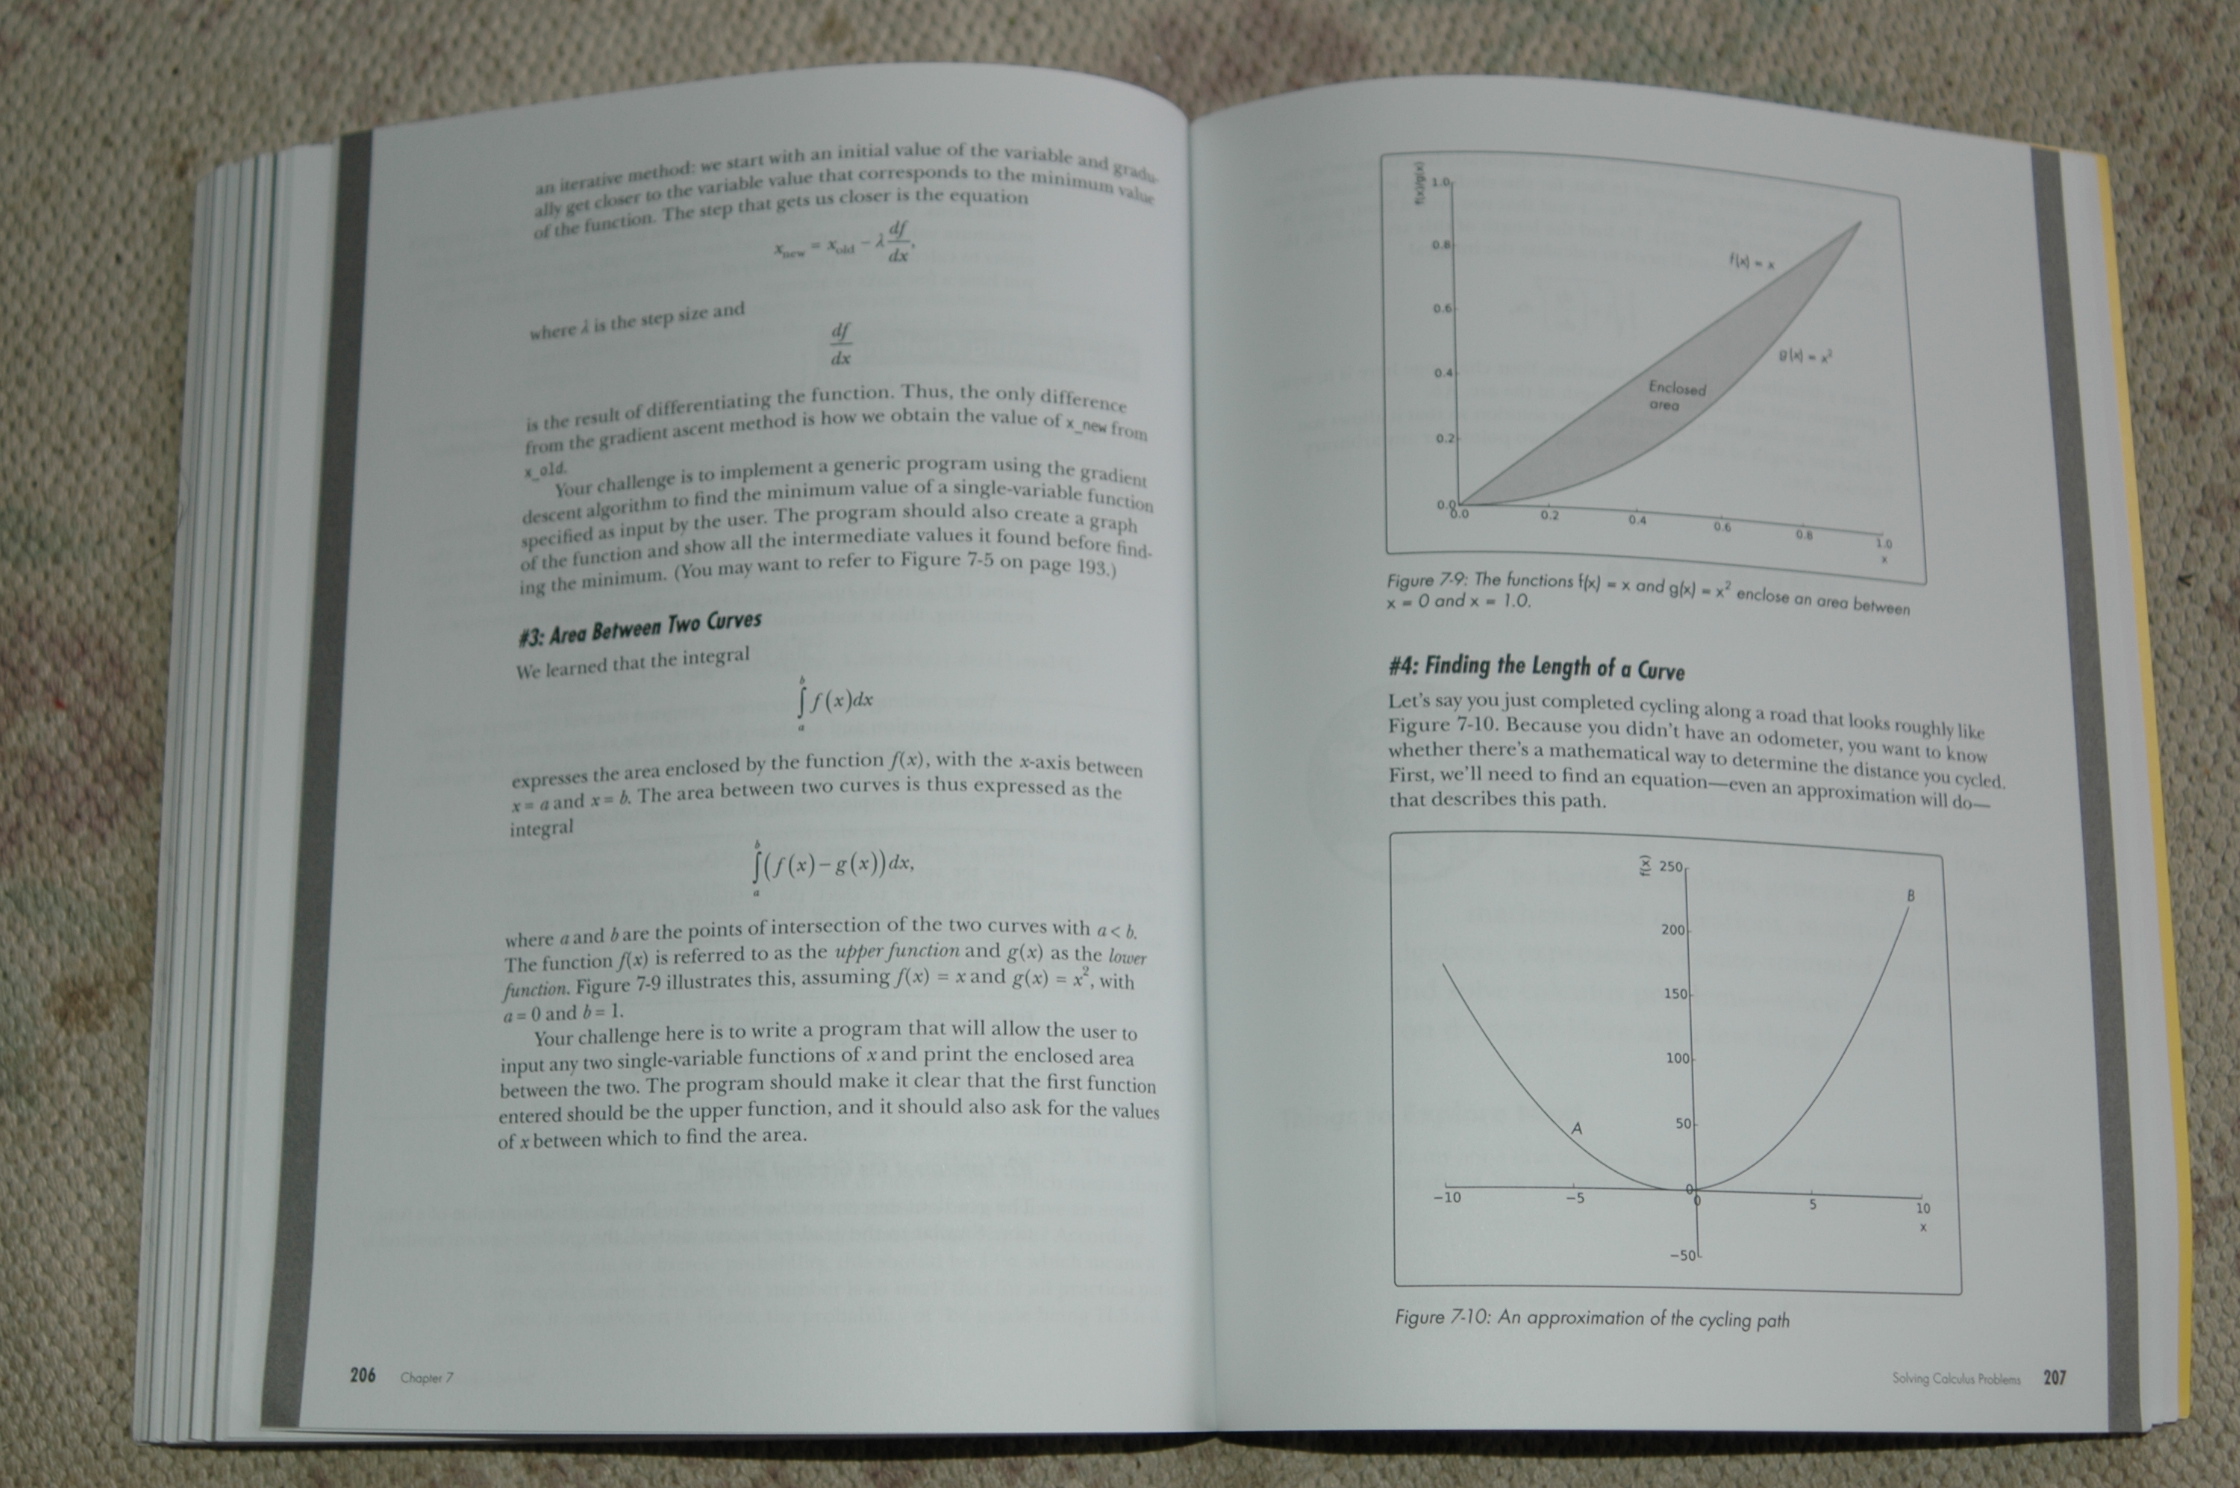 an iterative method: we start with an initial value of the variable and gradu-
ally get closer to the variable value that corresponds to the minimum value
of the function. The step that gets us closer is the equation
x_new = x_old − λ df/dx,
where λ is the step size and
df/dx
is the result of differentiating the function. Thus, the only difference
from the gradient ascent method is how we obtain the value of x_new from
x_old.
Your challenge is to implement a generic program using the gradient
descent algorithm to find the minimum value of a single-variable function
specified as input by the user. The program should also create a graph
of the function and show all the intermediate values it found before find-
ing the minimum. (You may want to refer to Figure 7-5 on page 193.)
#3: Area Between Two Curves
We learned that the integral
∫_a^b f(x)dx
expresses the area enclosed by the function f(x), with the x-axis between
x = a and x = b. The area between two curves is thus expressed as the
integral
∫_a^b (f(x) − g(x))dx,
where a and b are the points of intersection of the two curves with a < b.
The function f(x) is referred to as the upper function and g(x) as the lower
function. Figure 7-9 illustrates this, assuming f(x) = x and g(x) = x², with
a = 0 and b = 1.
Your challenge here is to write a program that will allow the user to
input any two single-variable functions of x and print the enclosed area
between the two. The program should make it clear that the first function
entered should be the upper function, and it should also ask for the values
of x between which to find the area.
206 Chapter 7
f(x)/g(x)
1.0
0.8
0.6
0.4
0.2
0.0
0.0 0.2 0.4 0.6 0.8 1.0
x
f(x) = x
g(x) = x²
Enclosed
area
Figure 7-9: The functions f(x) = x and g(x) = x² enclose an area between
x = 0 and x = 1.0.
#4: Finding the Length of a Curve
Let's say you just completed cycling along a road that looks roughly like
Figure 7-10. Because you didn't have an odometer, you want to know
whether there's a mathematical way to determine the distance you cycled.
First, we'll need to find an equation—even an approximation will do—
that describes this path.
f(x)
250
200
150
100
50
0
−50
−10 −5 0 5 10
x
A
B
Figure 7-10: An approximation of the cycling path
Solving Calculus Problems 207